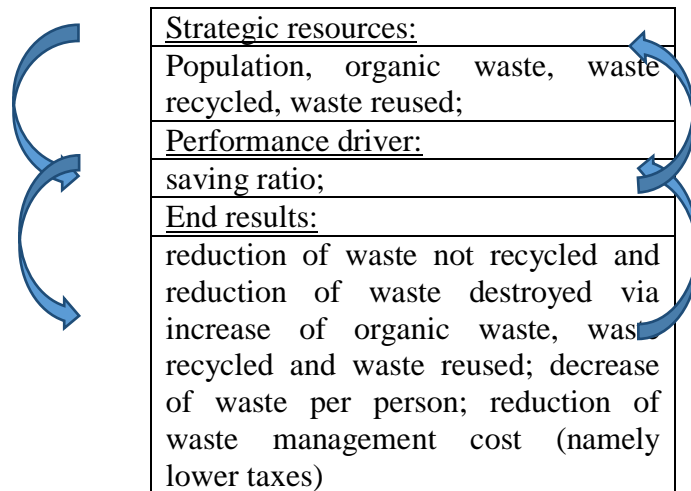 Strategic resources:
Population, organic waste, waste
recycled, waste reused;
Performance driver:
saving ratio;
End results:
reduction of waste not recycled and
reduction of waste destroyed via
increase of organic waste, waste
recycled and waste reused; decrease
of waste per person; reduction of
waste management cost (namely
lower taxes)